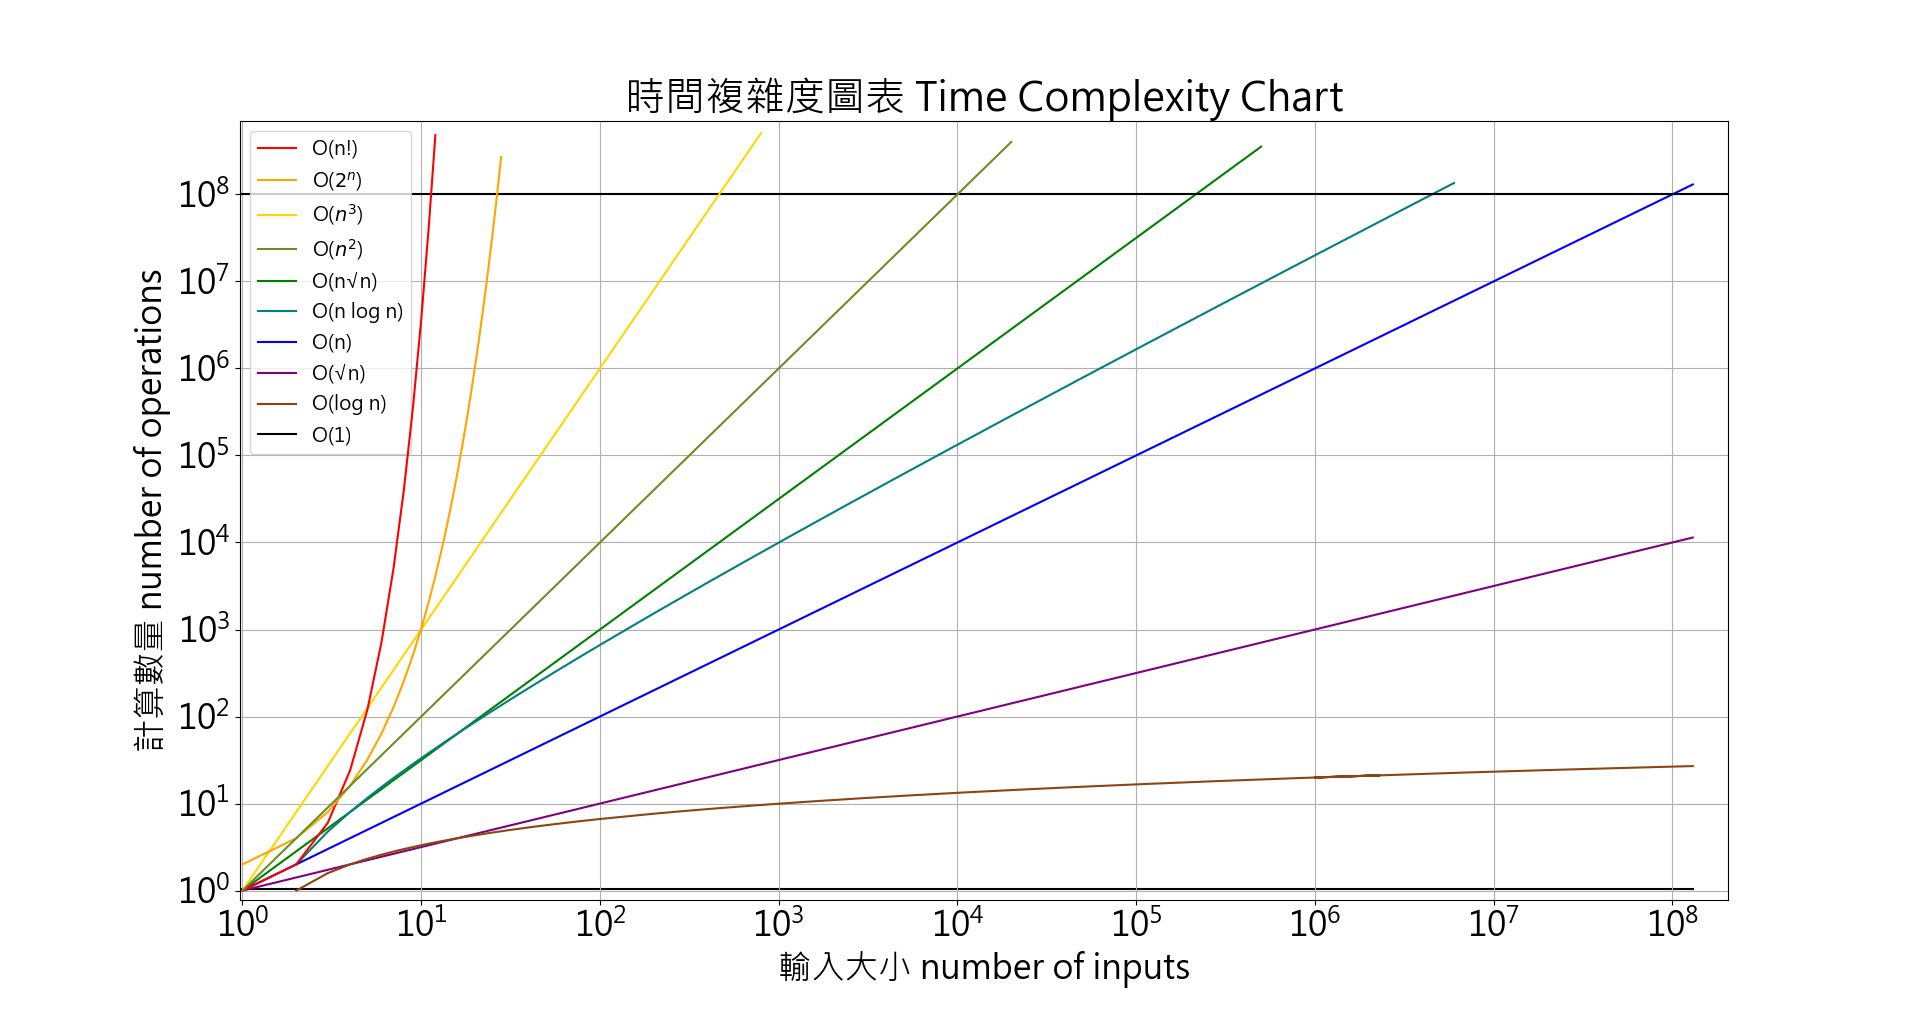 時間複雜度圖表 Time Complexity Chart
O(n!)
O(2ⁿ)
O(n³)
O(n²)
O(n√n)
O(n log n)
O(n)
O(√n)
O(log n)
O(1)
計算數量 number of operations
10⁸
10⁷
10⁶
10⁵
10⁴
10³
10²
10¹
10⁰
10⁰ 10¹ 10² 10³ 10⁴ 10⁵ 10⁶ 10⁷ 10⁸
輸入大小 number of inputs